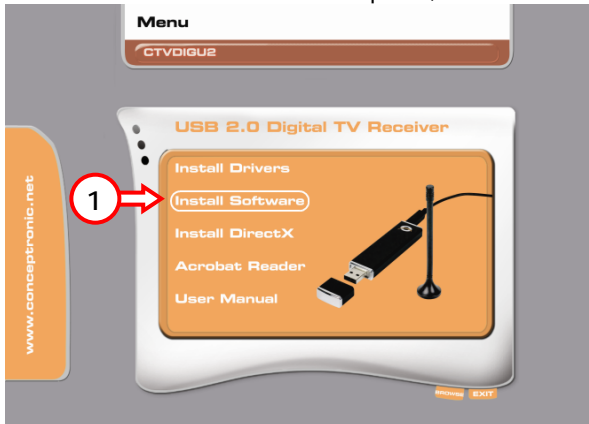 Menu
CTVDIGU2
USB 2.0 Digital TV Receiver
Install Drivers
1
Install Software
Install DirectX
Acrobat Reader
User Manual
www.conceptronic.net
BROWSE EXIT